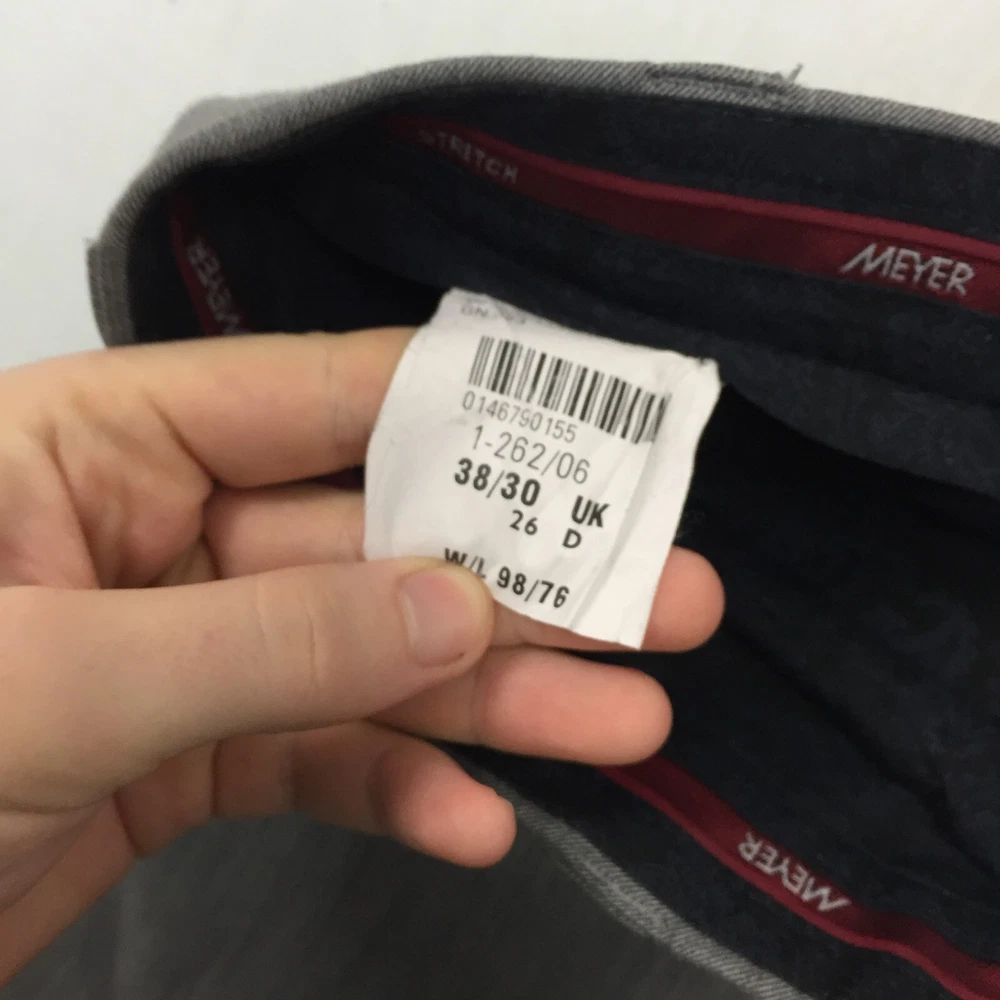 STRETCH
MEYER
MEYER
0146790155
1-262/06
38/30 UK
26 D
W/L 98/76
MEYER